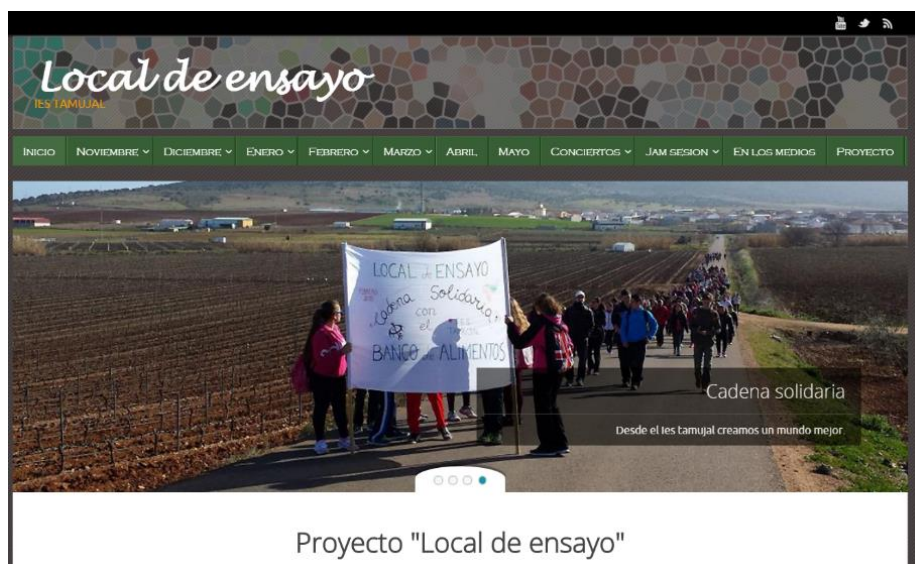 You
Tube
Local de ensayo
IES TAMUJAL
INICIO NOVIEMBRE DICIEMBRE ENERO FEBRERO MARZO ABRIL MAYO CONCIERTOS JAM SESION EN LOS MEDIOS PROYECTO
LOCAL de ENSAYO
"Cadena Solidaria"
con
el
BANCO de ALIMENTOS
Cadena solidaria
Desde el Ies tamujal creamos un mundo mejor.
Proyecto "Local de ensayo"